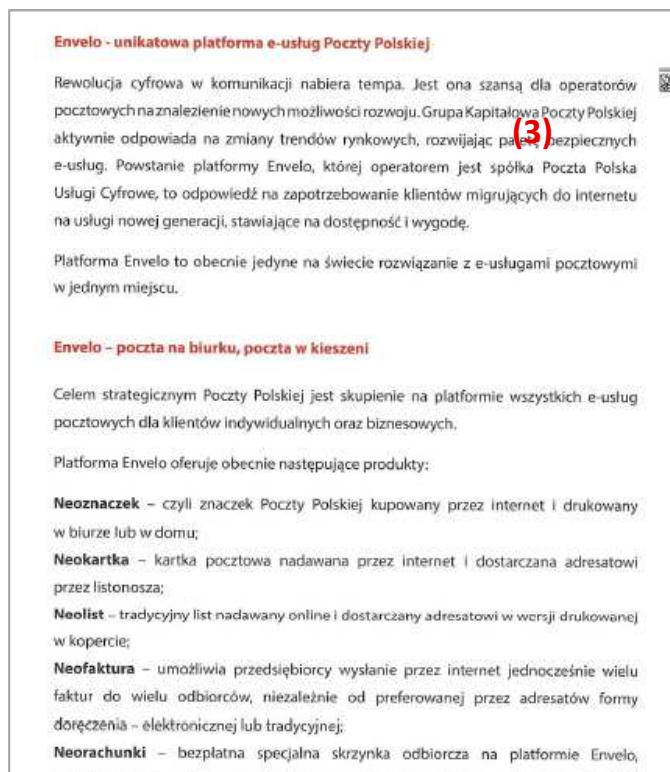 Envelo - unikatowa platforma e-usług Poczty Polskiej
Rewolucja cyfrowa w komunikacji nabiera tempa. Jest ona szansą dla operatorów
pocztowych na znalezienie nowych możliwości rozwoju. Grupa Kapitałowa Poczty Polskiej
aktywnie odpowiada na zmiany trendów rynkowych, rozwijając bezpiecznych
(3)
e-usług. Powstanie platformy Envelo, której operatorem jest spółka Poczta Polska
Usługi Cyfrowe, to odpowiedź na zapotrzebowanie klientów migrujących do internetu
na usługi nowej generacji, stawiające na dostępność i wygodę.
Platforma Envelo to obecnie jedyne na świecie rozwiązanie z e-usługami pocztowymi
w jednym miejscu.
Envelo – poczta na biurku, poczta w kieszeni
Celem strategicznym Poczty Polskiej jest skupienie na platformie wszystkich e-usług
pocztowych dla klientów indywidualnych oraz biznesowych.
Platforma Envelo oferuje obecnie następujące produkty:
Neoznaczek – czyli znaczek Poczty Polskiej kupowany przez internet i drukowany
w biurze lub w domu;
Neokartka – kartka pocztowa nadawana przez internet i dostarczana adresatowi
przez listonosza;
Neolist – tradycyjny list nadawany online i dostarczany adresatowi w wersji drukowanej
w kopercie;
Neofaktura – umożliwia przedsiębiorcy wysłanie przez internet jednocześnie wielu
faktur do wielu odbiorców, niezależnie od preferowanej przez adresatów formy
doręczenia – elektronicznej lub tradycyjnej;
Neorachunki – bezpłatna specjalna skrzynka odbiorcza na platformie Envelo,